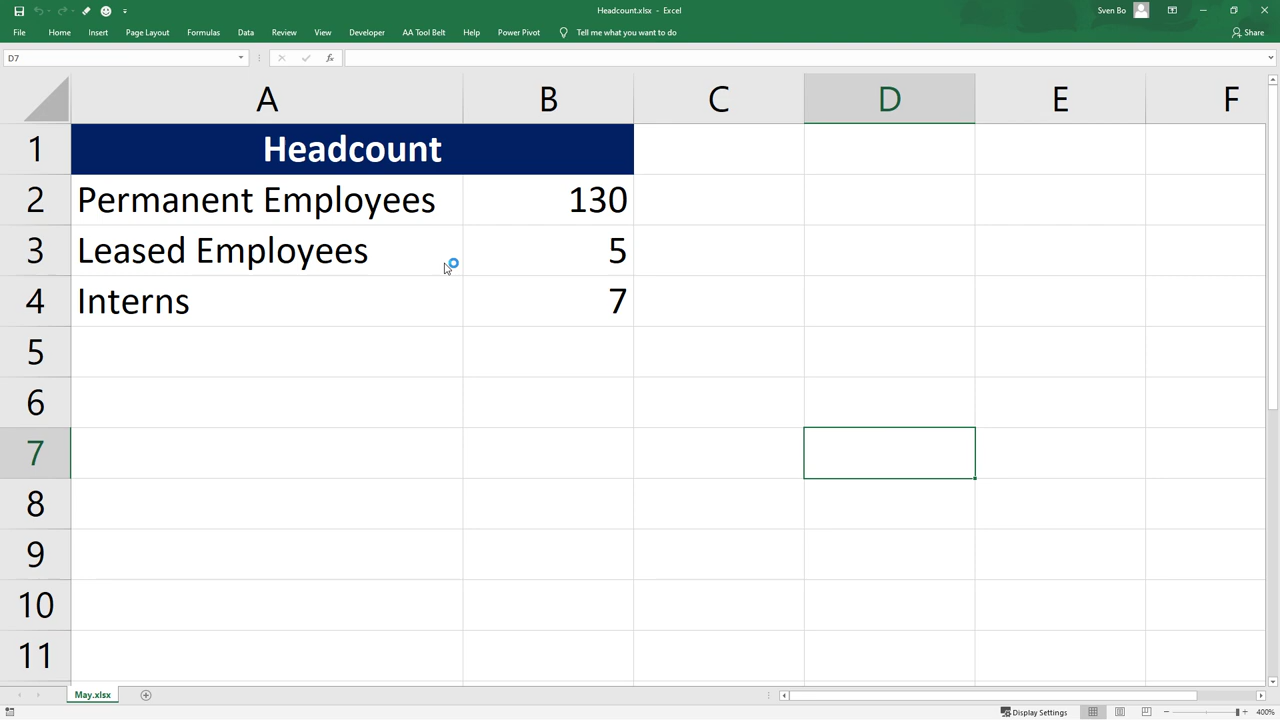 Headcount.xlsx - Excel
Sven Bo
File Home Insert Page Layout Formulas Data Review View Developer AA Tool Belt Help Power Pivot Tell me what you want to do Share
D7 fx
A B C D E F
1 Headcount
2 Permanent Employees 130
3 Leased Employees 5
4 Interns 7
5
6
7
8
9
10
11
May.xlsx
Display Settings 400%